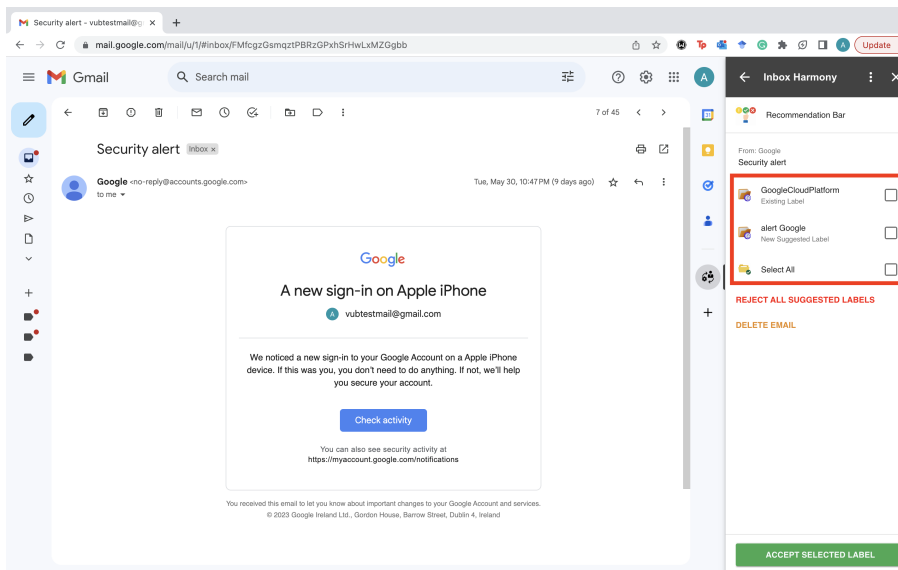 Security alert - vubtestmail@g
mail.google.com/mail/u/1/#inbox/FMfcgzGsmqztPBRzGPxhSrHwLxMZGgbb
Tp
G
A
Update
Gmail
Search mail
A
Inbox Harmony
7 of 45
31
Recommendation Bar
Security alert
Inbox x
From: Google
Security alert
Google <no-reply@accounts.google.com>
Tue, May 30, 10:47 PM (9 days ago)
to me
GoogleCloudPlatform
Existing Label
alert Google
New Suggested Label
Select All
Google
A new sign-in on Apple iPhone
A vubtestmail@gmail.com
REJECT ALL SUGGESTED LABELS
DELETE EMAIL
We noticed a new sign-in to your Google Account on a Apple iPhone
device. If this was you, you don't need to do anything. If not, we'll help
you secure your account.
Check activity
You can also see security activity at
https://myaccount.google.com/notifications
You received this email to let you know about important changes to your Google Account and services.
© 2023 Google Ireland Ltd., Gordon House, Barrow Street, Dublin 4, Ireland
ACCEPT SELECTED LABEL